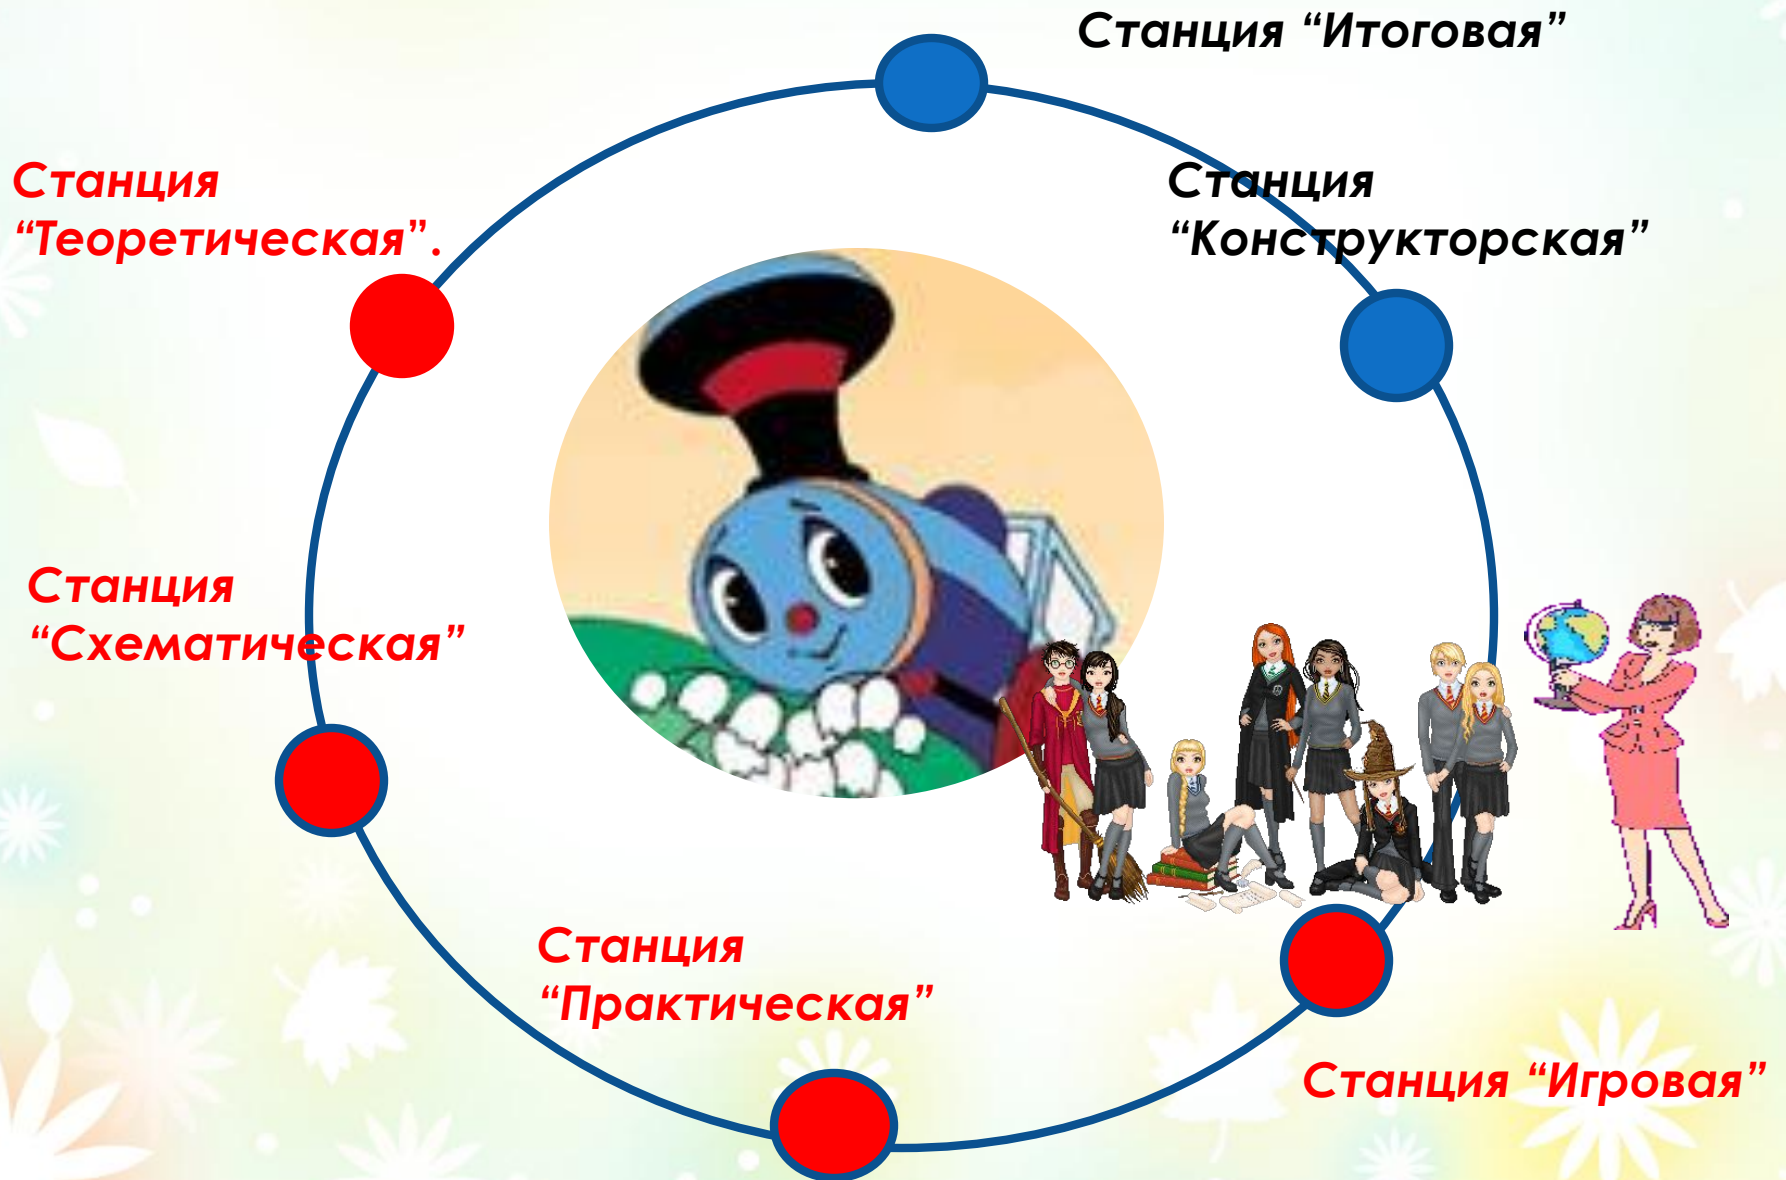 Станция “Итоговая”
Станция
“Теоретическая”.
Станция
“Конструкторская”
Станция
“Схематическая”
Станция
“Практическая”
Станция “Игровая”